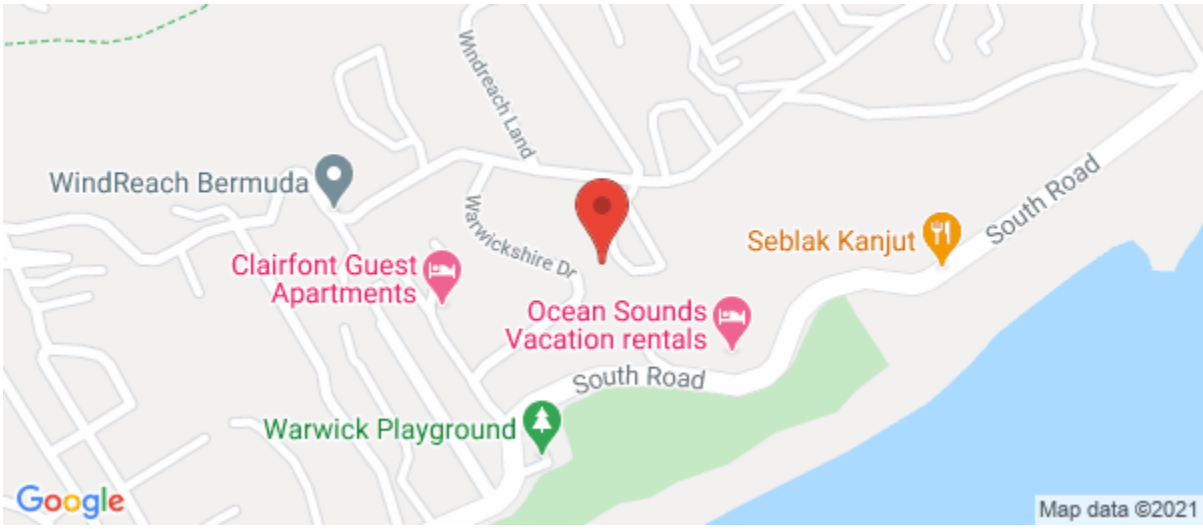 Windreach Land
WindReach Bermuda
Warwickshire Dr
South Road
Seblak Kanjut
Clairfont Guest
Apartments
Ocean Sounds
Vacation rentals
South Road
Warwick Playground
Google
Map data ©2021